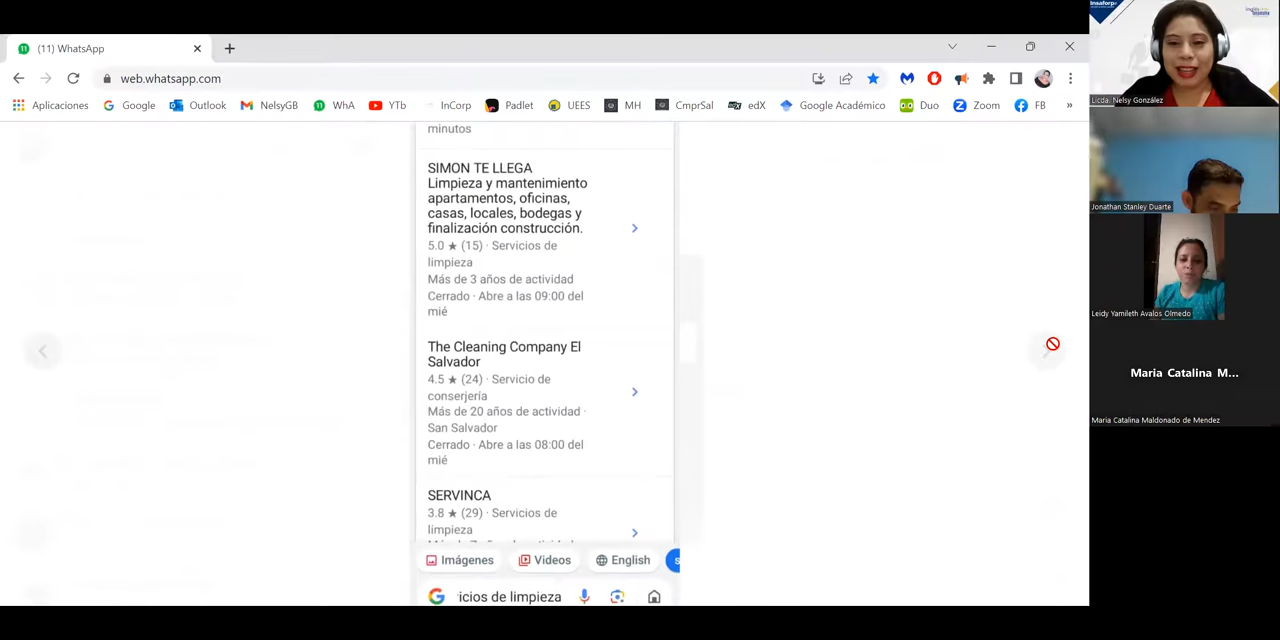 (11) WhatsApp
web.whatsapp.com
Aplicaciones
Google
Outlook
NelsyGB
WhA
YTb
InCorp
Padlet
UEES
MH
CmprSal
edX
Google Académico
Duo
Zoom
FB
»
minutos
SIMON TE LLEGA
Limpieza y mantenimiento
apartamentos, oficinas,
casas, locales, bodegas y
finalización construcción.
5.0 ★ (15) · Servicios de
limpieza
Más de 3 años de actividad
Cerrado · Abre a las 09:00 del
mié
The Cleaning Company El
Salvador
4.5 ★ (24) · Servicio de
conserjería
Más de 20 años de actividad ·
San Salvador
Cerrado · Abre a las 08:00 del
mié
SERVINCA
3.8 ★ (29) · Servicios de
limpieza
Imágenes
Videos
English
icios de limpieza
Insaforp
Licda. Nelsy González
Jonathan Stanley Duarte
Leidy Yamileth Avalos Olmedo
Maria Catalina M...
Maria Catalina Maldonado de Mendez